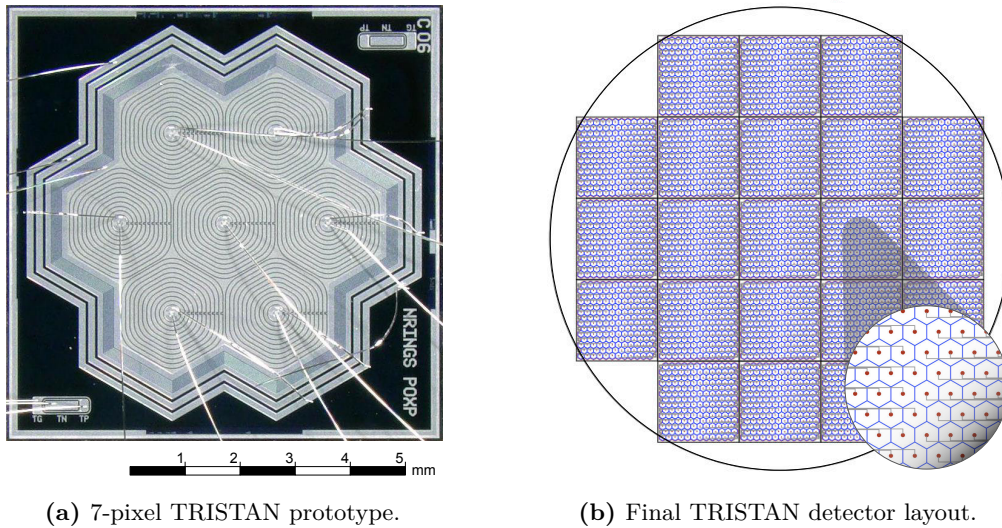 C 06
TP TN TG
NRINGS POXP
TG TN TP
1 2 3 4 5
mm
(a) 7-pixel TRISTAN prototype.
(b) Final TRISTAN detector layout.